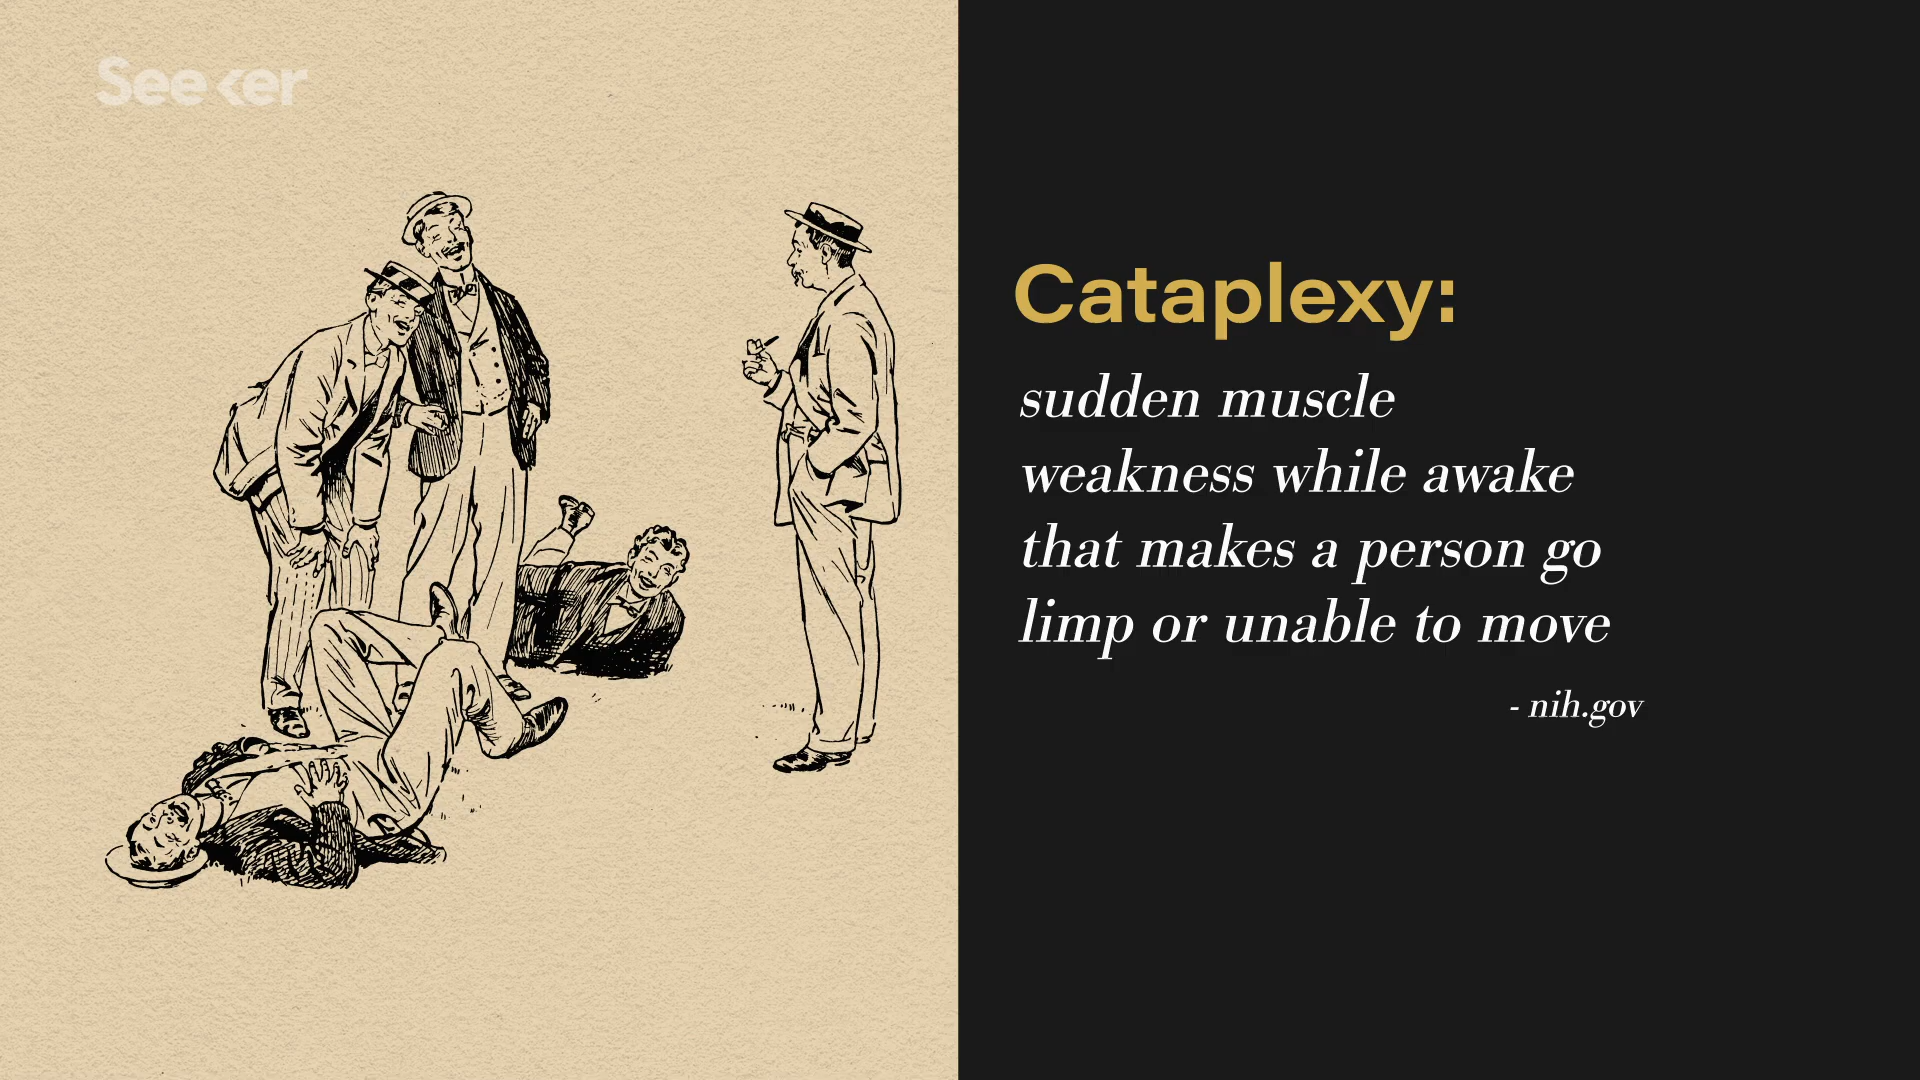 Seeker
Cataplexy:
sudden muscle
weakness while awake
that makes a person go
limp or unable to move
- nih.gov